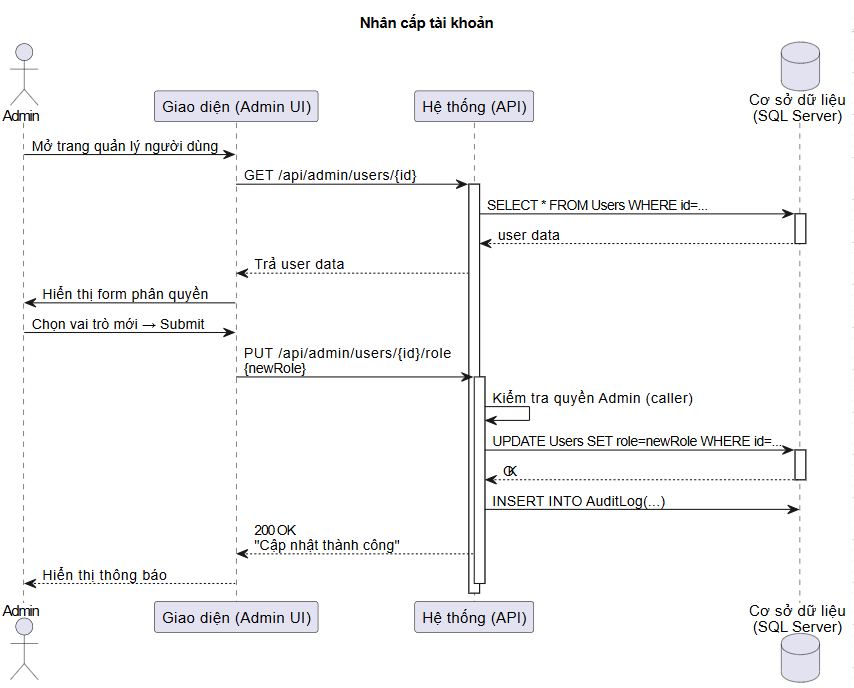 Nhân cấp tài khoản
Admin
Giao diện (Admin UI)
Hệ thống (API)
Cơ sở dữ liệu
(SQL Server)
Mở trang quản lý người dùng
GET /api/admin/users/{id}
SELECT * FROM Users WHERE id=...
user data
Trả user data
Hiển thị form phân quyền
Chọn vai trò mới → Submit
PUT /api/admin/users/{id}/role
{newRole}
Kiểm tra quyền Admin (caller)
UPDATE Users SET role=newRole WHERE id=...
OK
INSERT INTO AuditLog(...)
200 OK
"Cập nhật thành công"
Hiển thị thông báo
Admin
Giao diện (Admin UI)
Hệ thống (API)
Cơ sở dữ liệu
(SQL Server)